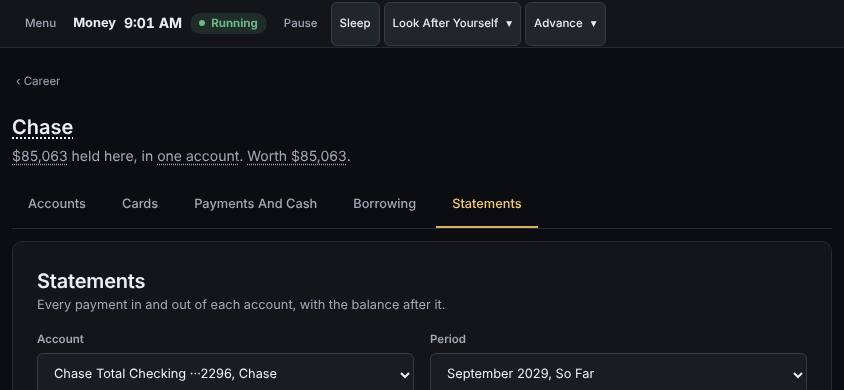 Menu Money 9:01 AM Running Pause Sleep Look After Yourself ▾ Advance ▾
‹ Career
Chase
$85,063 held here, in one account. Worth $85,063.
Accounts Cards Payments And Cash Borrowing Statements
Statements
Every payment in and out of each account, with the balance after it.
Account Period
Chase Total Checking ···2296, Chase September 2029, So Far